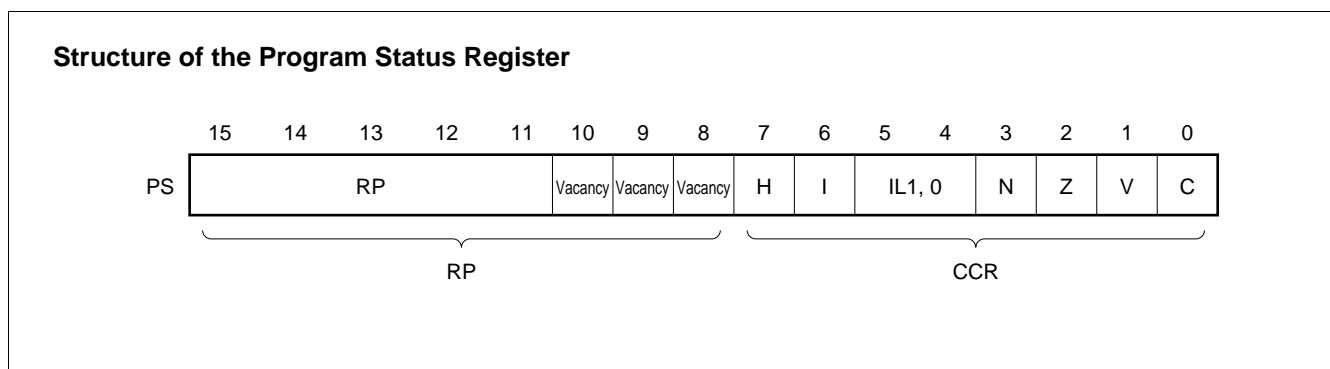 Structure of the Program Status Register
15 14 13 12 11 10 9 8 7 6 5 4 3 2 1 0
PS RP Vacancy Vacancy Vacancy H I IL1, 0 N Z V C
RP CCR